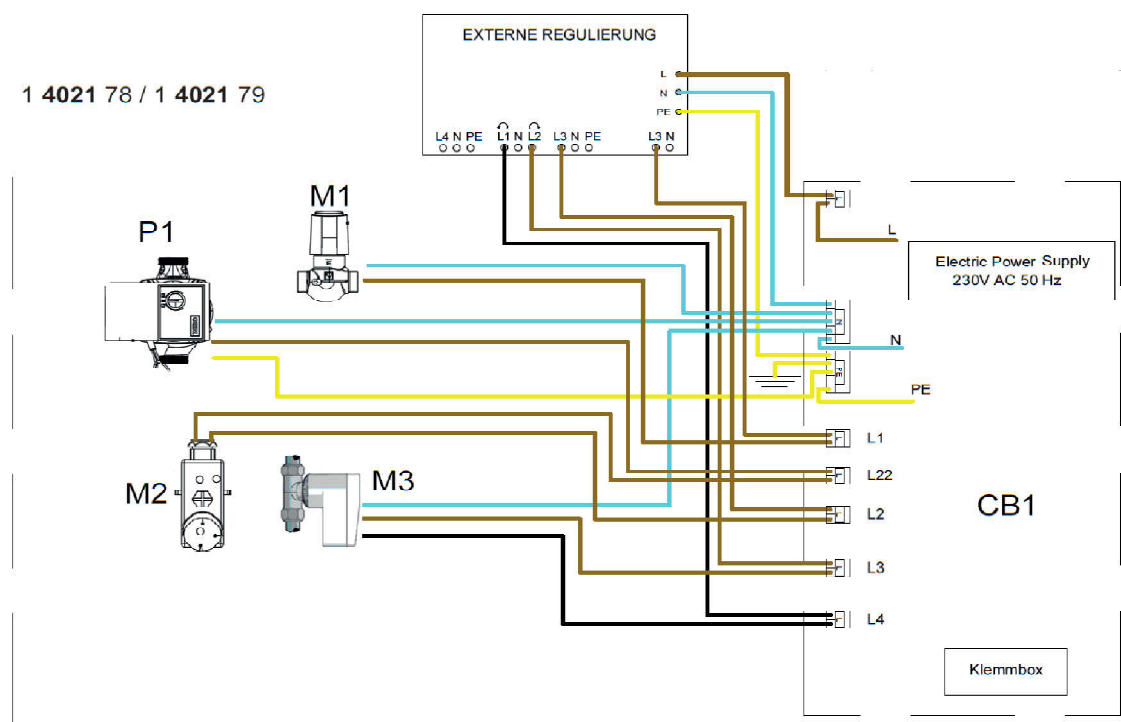 EXTERNE REGULIERUNG
1 4021 78 / 1 4021 79
L
N
PE
L4 N PE L1 N L2 L3 N PE L3 N
M1
P1
L
Electric Power Supply
230V AC 50 Hz
N
N
PE
PE
L1
L22
M2
M3
L2
CB1
L3
L4
Klemmbox